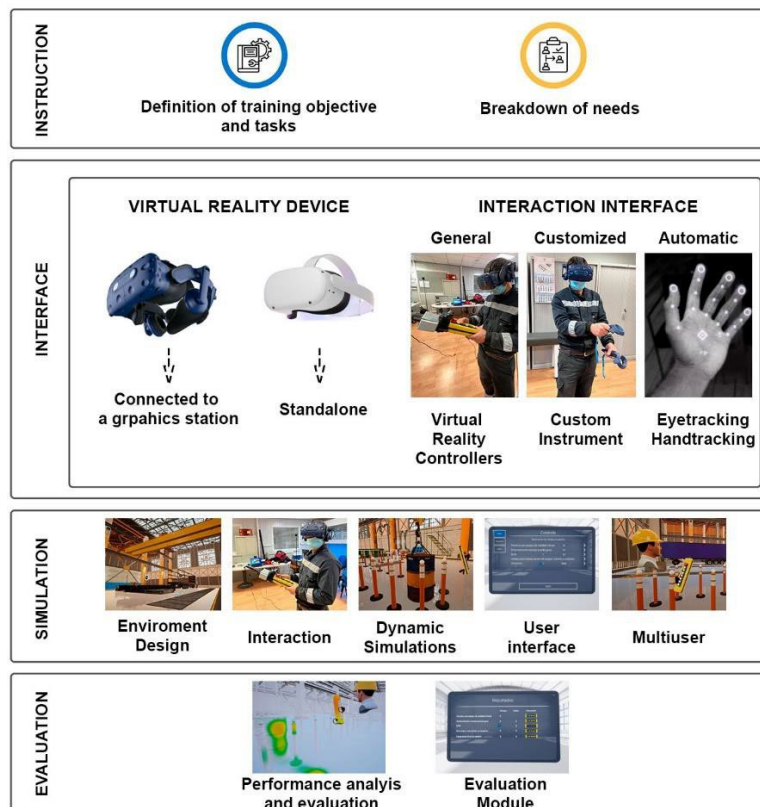 INSTRUCTION
Definition of training objective
and tasks
Breakdown of needs
INTERFACE
VIRTUAL REALITY DEVICE
Connected to
a grpahics station
Standalone
INTERACTION INTERFACE
General
Customized
Automatic
Virtual
Reality
Controllers
Custom
Instrument
Eyetracking
Handtracking
SIMULATION
Enviroment
Design
Interaction
Dynamic
Simulations
User
interface
Multiuser
EVALUATION
Performance analyis
and evaluation
Evaluation
Module